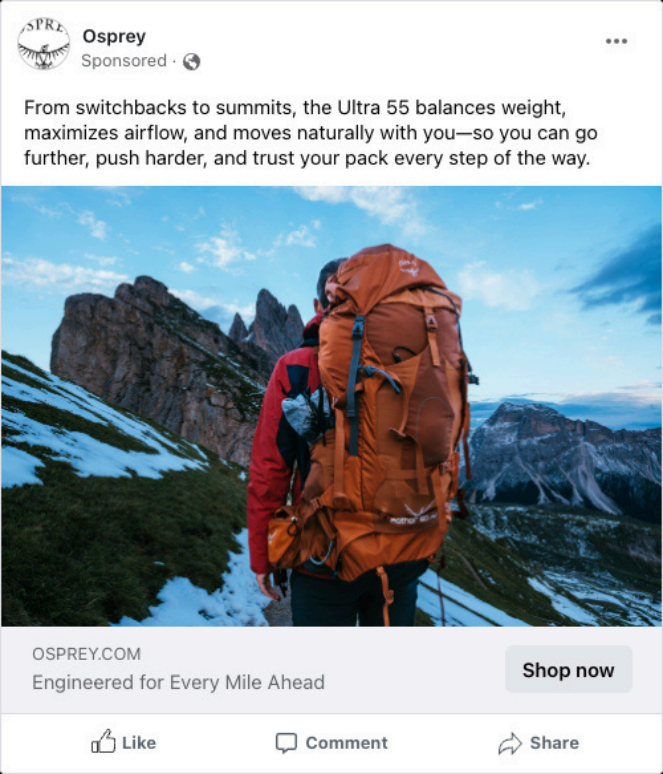 SPRE
Osprey
Sponsored ·
From switchbacks to summits, the Ultra 55 balances weight,
maximizes airflow, and moves naturally with you—so you can go
further, push harder, and trust your pack every step of the way.
OSPREY.COM
Engineered for Every Mile Ahead
Shop now
Like
Comment
Share